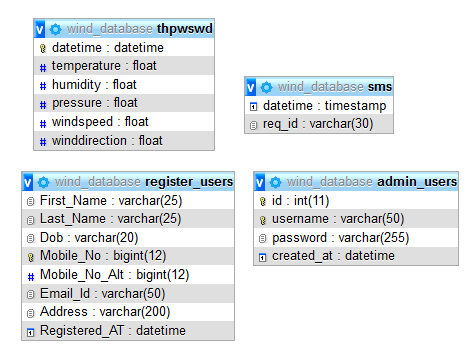 v wind_database thpwswd
datetime : datetime
# temperature : float
# humidity : float
# pressure : float
# windspeed : float
# winddirection : float
v wind_database sms
datetime : timestamp
req_id : varchar(30)
v wind_database register_users
First_Name : varchar(25)
Last_Name : varchar(25)
Dob : varchar(20)
Mobile_No : bigint(12)
# Mobile_No_Alt : bigint(12)
Email_Id : varchar(50)
Address : varchar(200)
Registered_AT : datetime
v wind_database admin_users
id : int(11)
username : varchar(50)
password : varchar(255)
created_at : datetime